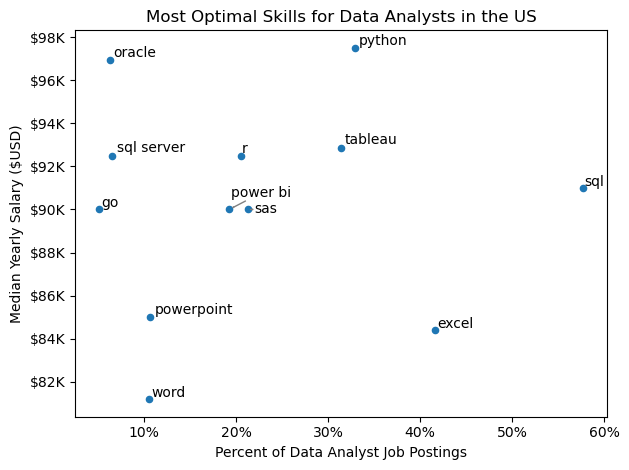 Most Optimal Skills for Data Analysts in the US
Median Yearly Salary ($USD)
$98K
$96K
$94K
$92K
$90K
$88K
$86K
$84K
$82K
python
oracle
tableau
sql server
r
sql
power bi
go
sas
powerpoint
excel
word
10%
20%
30%
40%
50%
60%
Percent of Data Analyst Job Postings